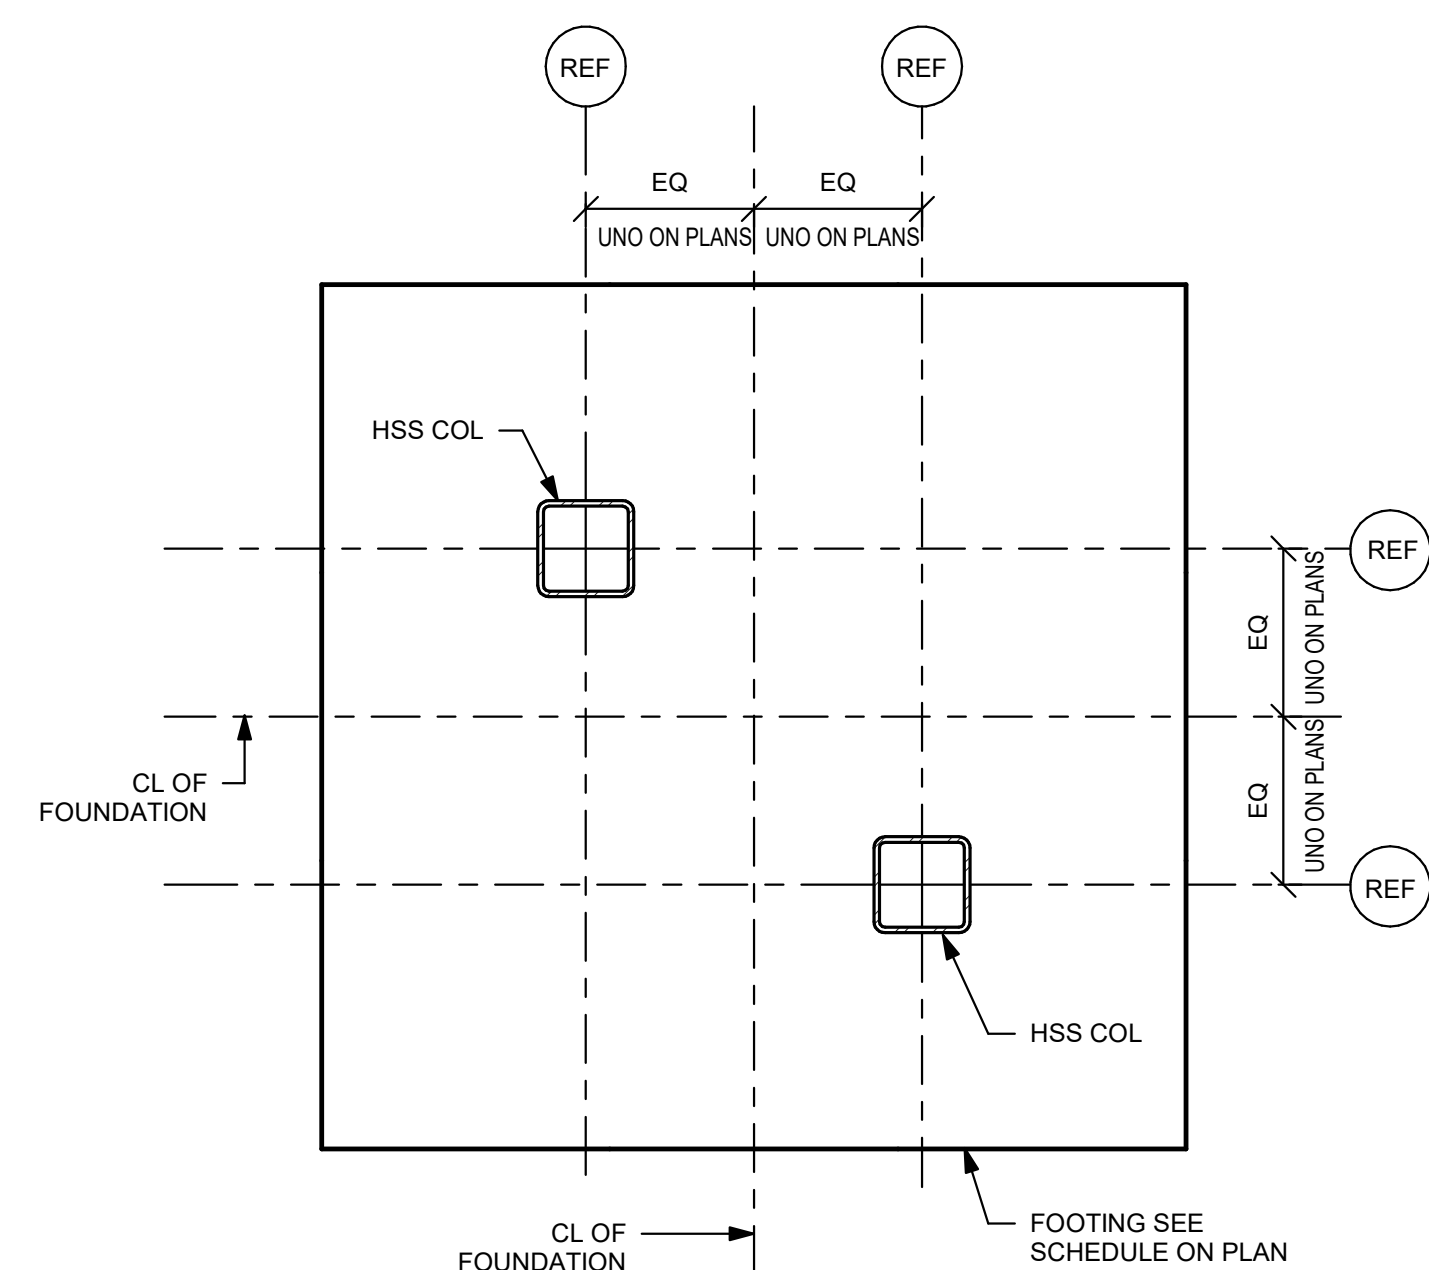 REF
REF
EQ
EQ
UNO ON PLANS
UNO ON PLANS
HSS COL
REF
EQ
UNO ON PLANS
CL OF
FOUNDATION
EQ
UNO ON PLANS
REF
HSS COL
CL OF
FOUNDATION
FOOTING SEE
SCHEDULE ON PLAN